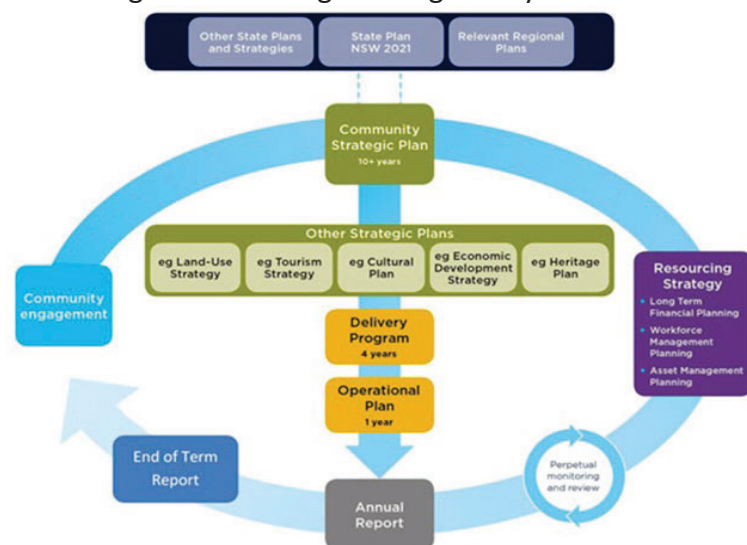 Other State Plans
and Strategies
State Plan
NSW 2021
Relevant Regional
Plans
Community
Strategic Plan
10+ years
Other Strategic Plans
eg Land-Use
Strategy
eg Tourism
Strategy
eg Cultural
Plan
eg Economic
Development
Strategy
eg Heritage
Plan
Community
engagement
Resourcing
Strategy
• Long Term
Financial Planning
• Workforce
Management
Planning
• Asset Management
Planning
Delivery
Program
4 years
Operational
Plan
1 year
End of Term
Report
Perpetual
monitoring
and review
Annual
Report